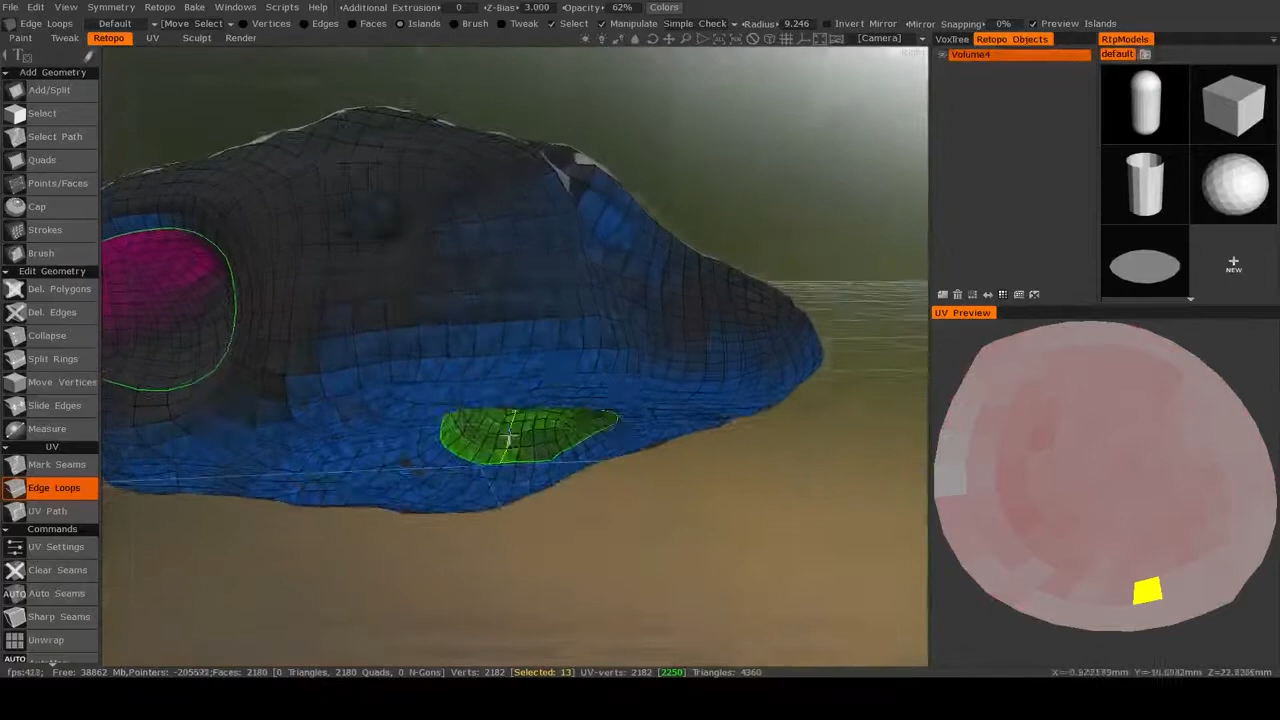 File Edit View Symmetry Retopo Bake Windows Scripts Help Additional Extrusion 0 Z-Bias 3.000 Opacity 62% Colors
Edge Loops Default [Move Select Vertices Edges Faces Islands Brush Tweak Select Manipulate Simple Check Radius 9.246 Invert Mirror Mirror Snapping 0% Preview Islands
Paint Tweak Retopo UV Sculpt Render [Camera] VoxTree Retopo Objects RtpModels
Volume4
default
Add Geometry
Add/Split
Select
Select Path
Quads
Points/Faces
Cap
Strokes
Brush
Edit Geometry
Del. Polygons
Del. Edges
Collapse
Split Rings
Move Vertices
Slide Edges
Measure
UV
Mark Seams
Edge Loops
UV Path
Commands
UV Settings
Clear Seams
AUTO Auto Seams
Sharp Seams
Unwrap
AUTO
NEW
UV Preview
Free: 38862 Mb,Pointers: Faces: 2180 [0 Triangles, 2180 Quads, 0 N-Gons] Verts: 2182 [Selected: 13] UV-verts: 2182 [2250] Triangles: 4360